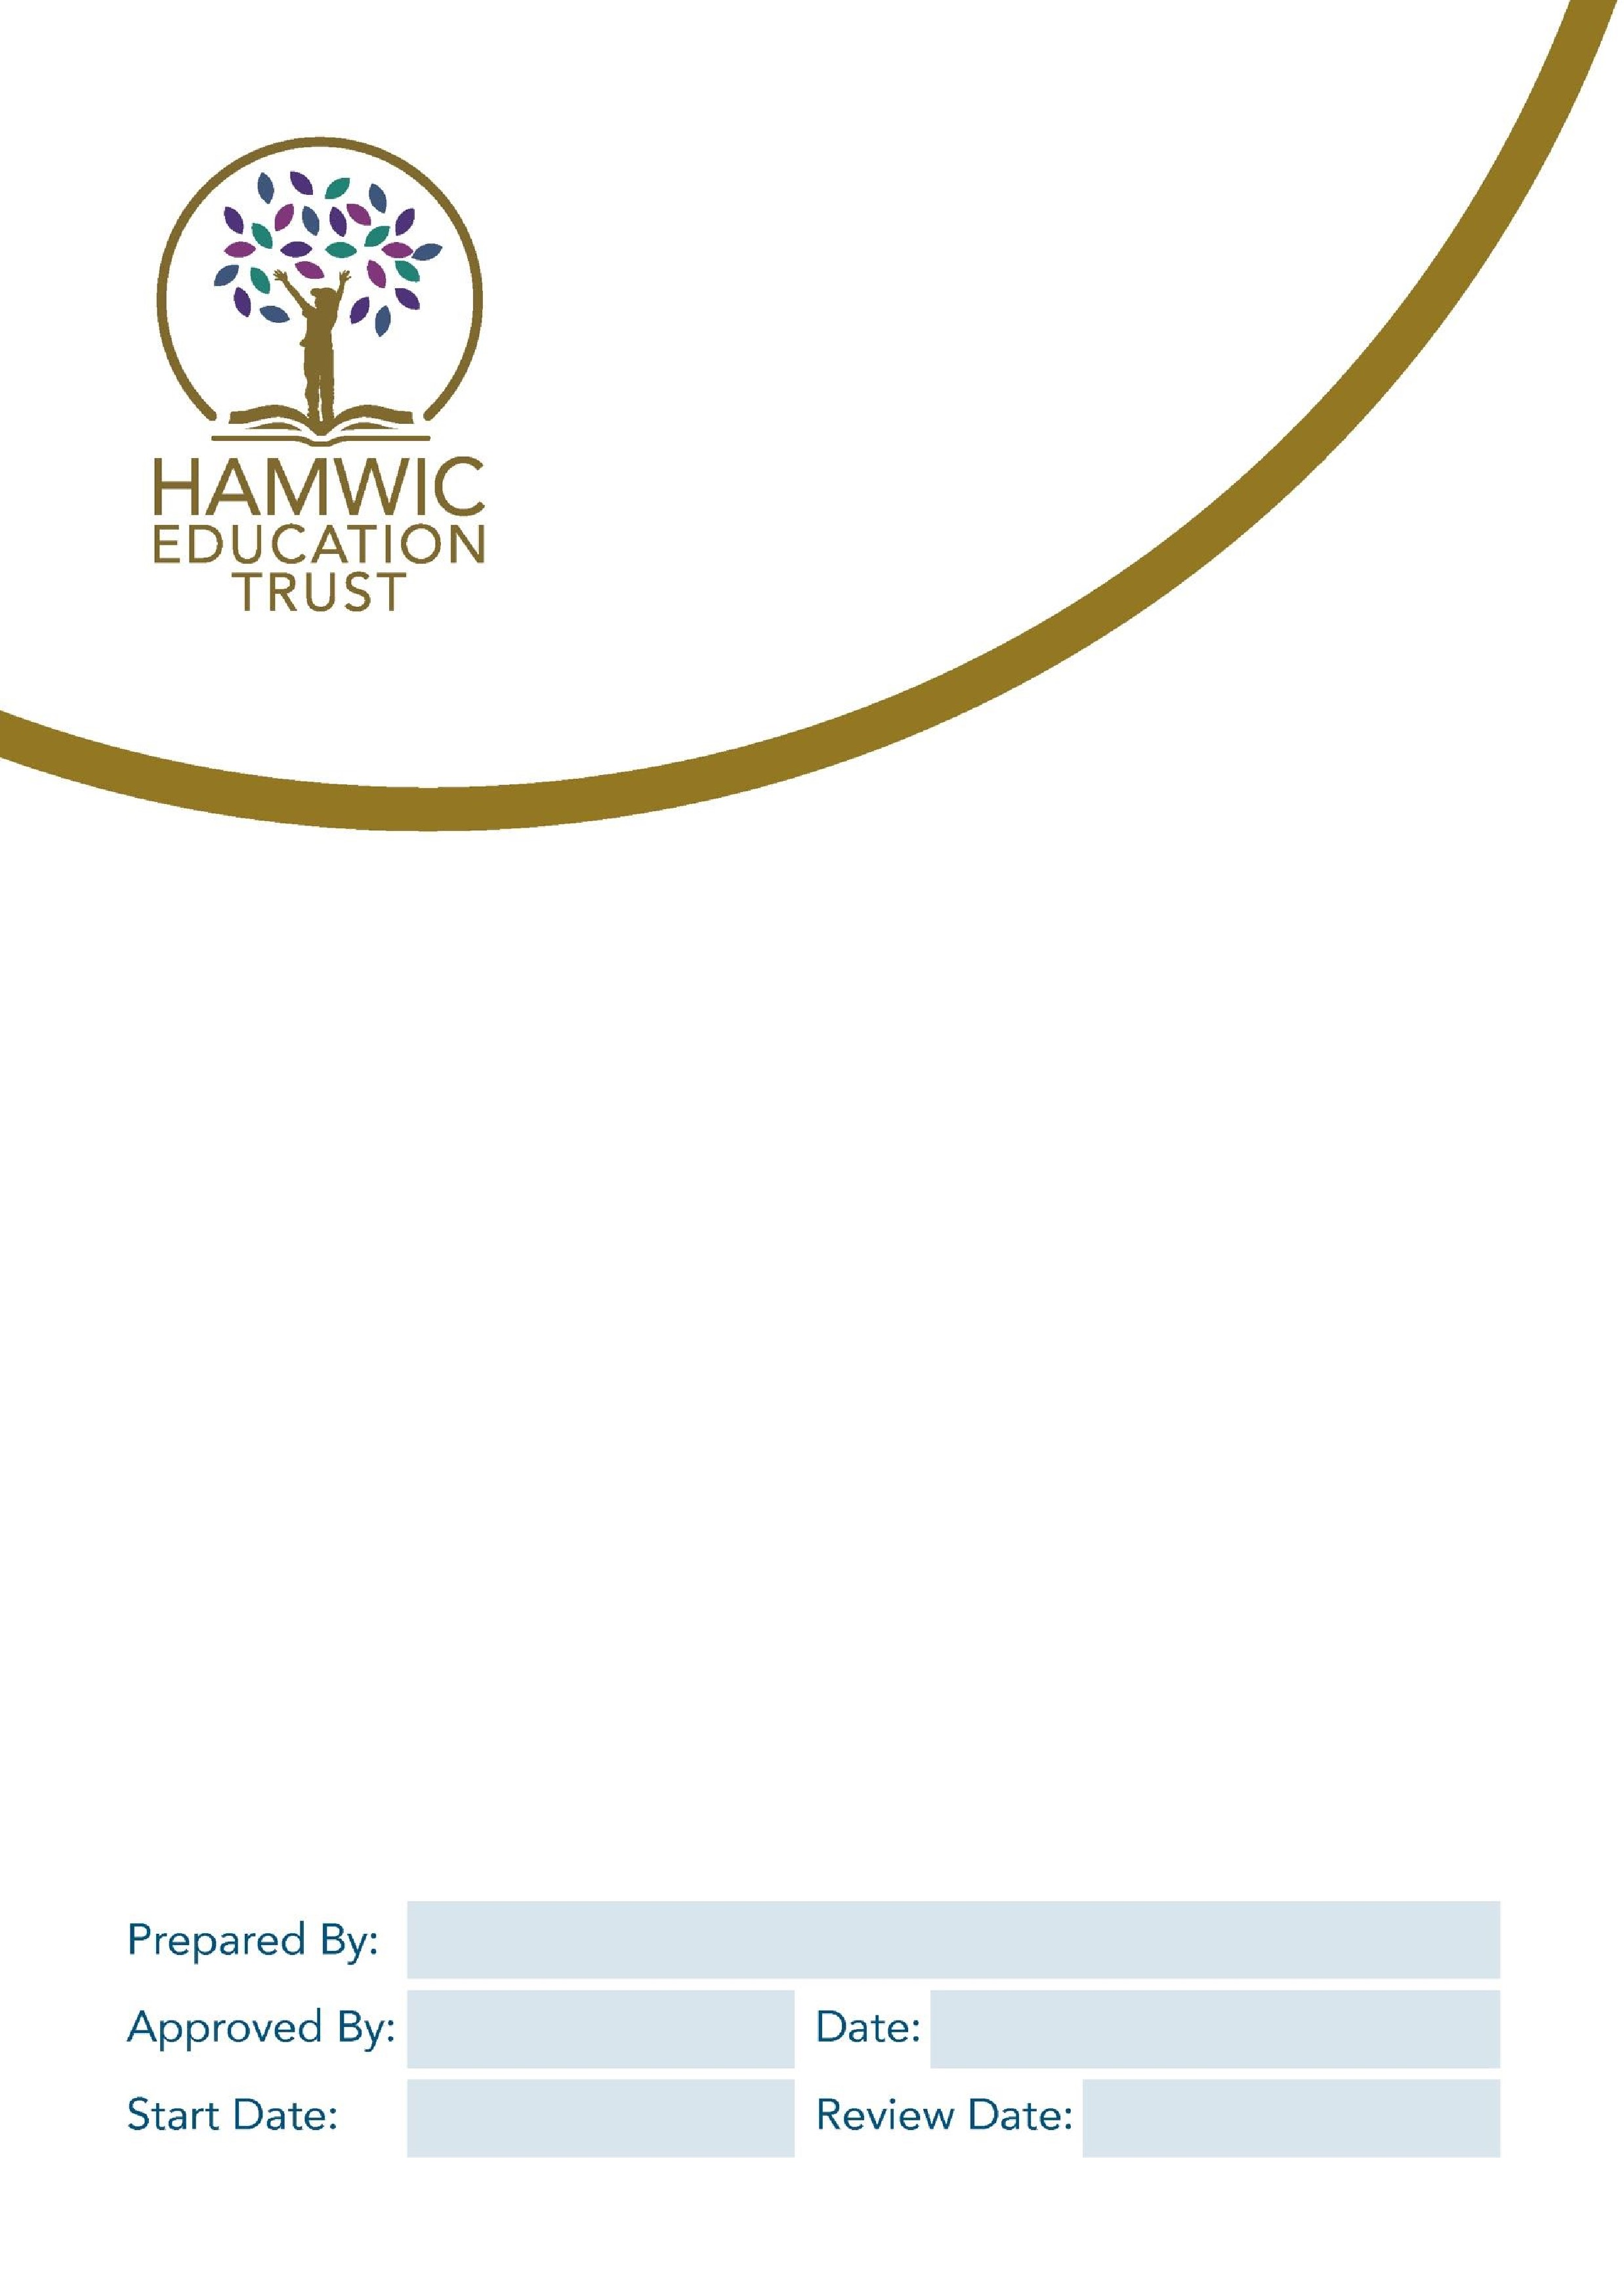 HAMWIC
EDUCATION
TRUST
Prepared By:
Approved By:
Date:
Start Date:
Review Date: